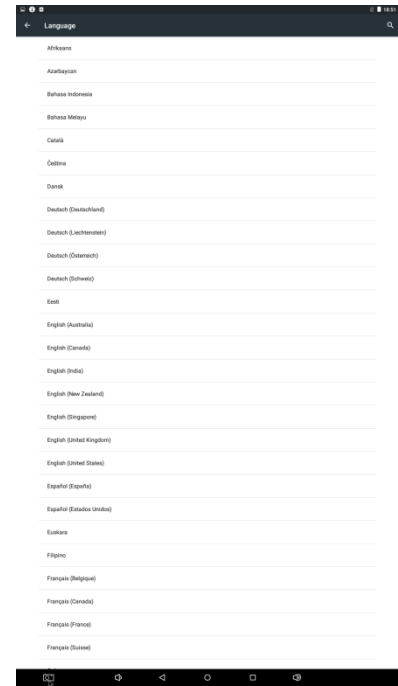 18:51
Language
Afrikaans
Azərbaycan
Bahasa Indonesia
Bahasa Melayu
Català
Čeština
Dansk
Deutsch (Deutschland)
Deutsch (Liechtenstein)
Deutsch (Österreich)
Deutsch (Schweiz)
Eesti
English (Australia)
English (Canada)
English (India)
English (New Zealand)
English (Singapore)
English (United Kingdom)
English (United States)
Español (España)
Español (Estados Unidos)
Euskara
Filipino
Français (Belgique)
Français (Canada)
Français (France)
Français (Suisse)